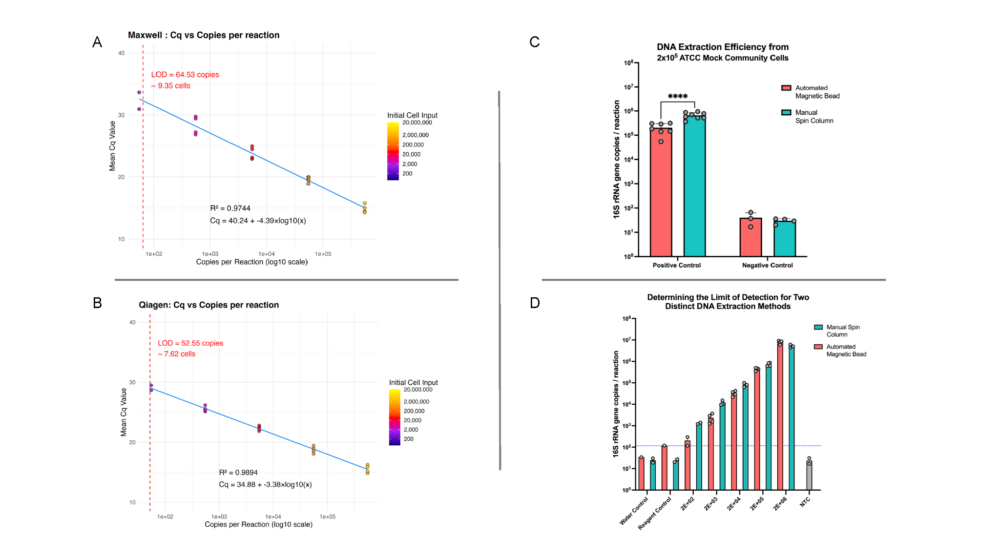 A
Maxwell : Cq vs Copies per reaction
40
30
20
10
Mean Cq Value
LOD = 64.53 copies
~ 9.35 cells
R² = 0.9744
Cq = 40.24 + -4.39×log10(x)
1e+02
1e+03
1e+04
1e+05
Copies per Reaction (log10 scale)
Initial Cell Input
20,000,000
2,000,000
200,000
20,000
2,000
200
B
Qiagen: Cq vs Copies per reaction
40
30
20
10
Mean Cq Value
LOD = 52.55 copies
~ 7.62 cells
R² = 0.9894
Cq = 34.88 + -3.38×log10(x)
1e+02
1e+03
1e+04
1e+05
Copies per Reaction (log10 scale)
Initial Cell Input
20,000,000
2,000,000
200,000
20,000
2,000
200
C
DNA Extraction Efficiency from
2x10⁵ ATCC Mock Community Cells
16S rRNA gene copies / reaction
10⁸
10⁷
10⁶
10⁵
10⁴
10³
10²
10¹
10⁰
****
Positive Control
Negative Control
Automated
Magnetic Bead
Manual
Spin Column
D
Determining the Limit of Detection for Two
Distinct DNA Extraction Methods
16S rRNA gene copies / reaction
10⁸
10⁷
10⁶
10⁵
10⁴
10³
10²
10¹
10⁰
Water Control
Reagent Control
2E+02
2E+03
2E+04
2E+05
2E+06
NTC
Manual Spin
Column
Automated
Magnetic Bead